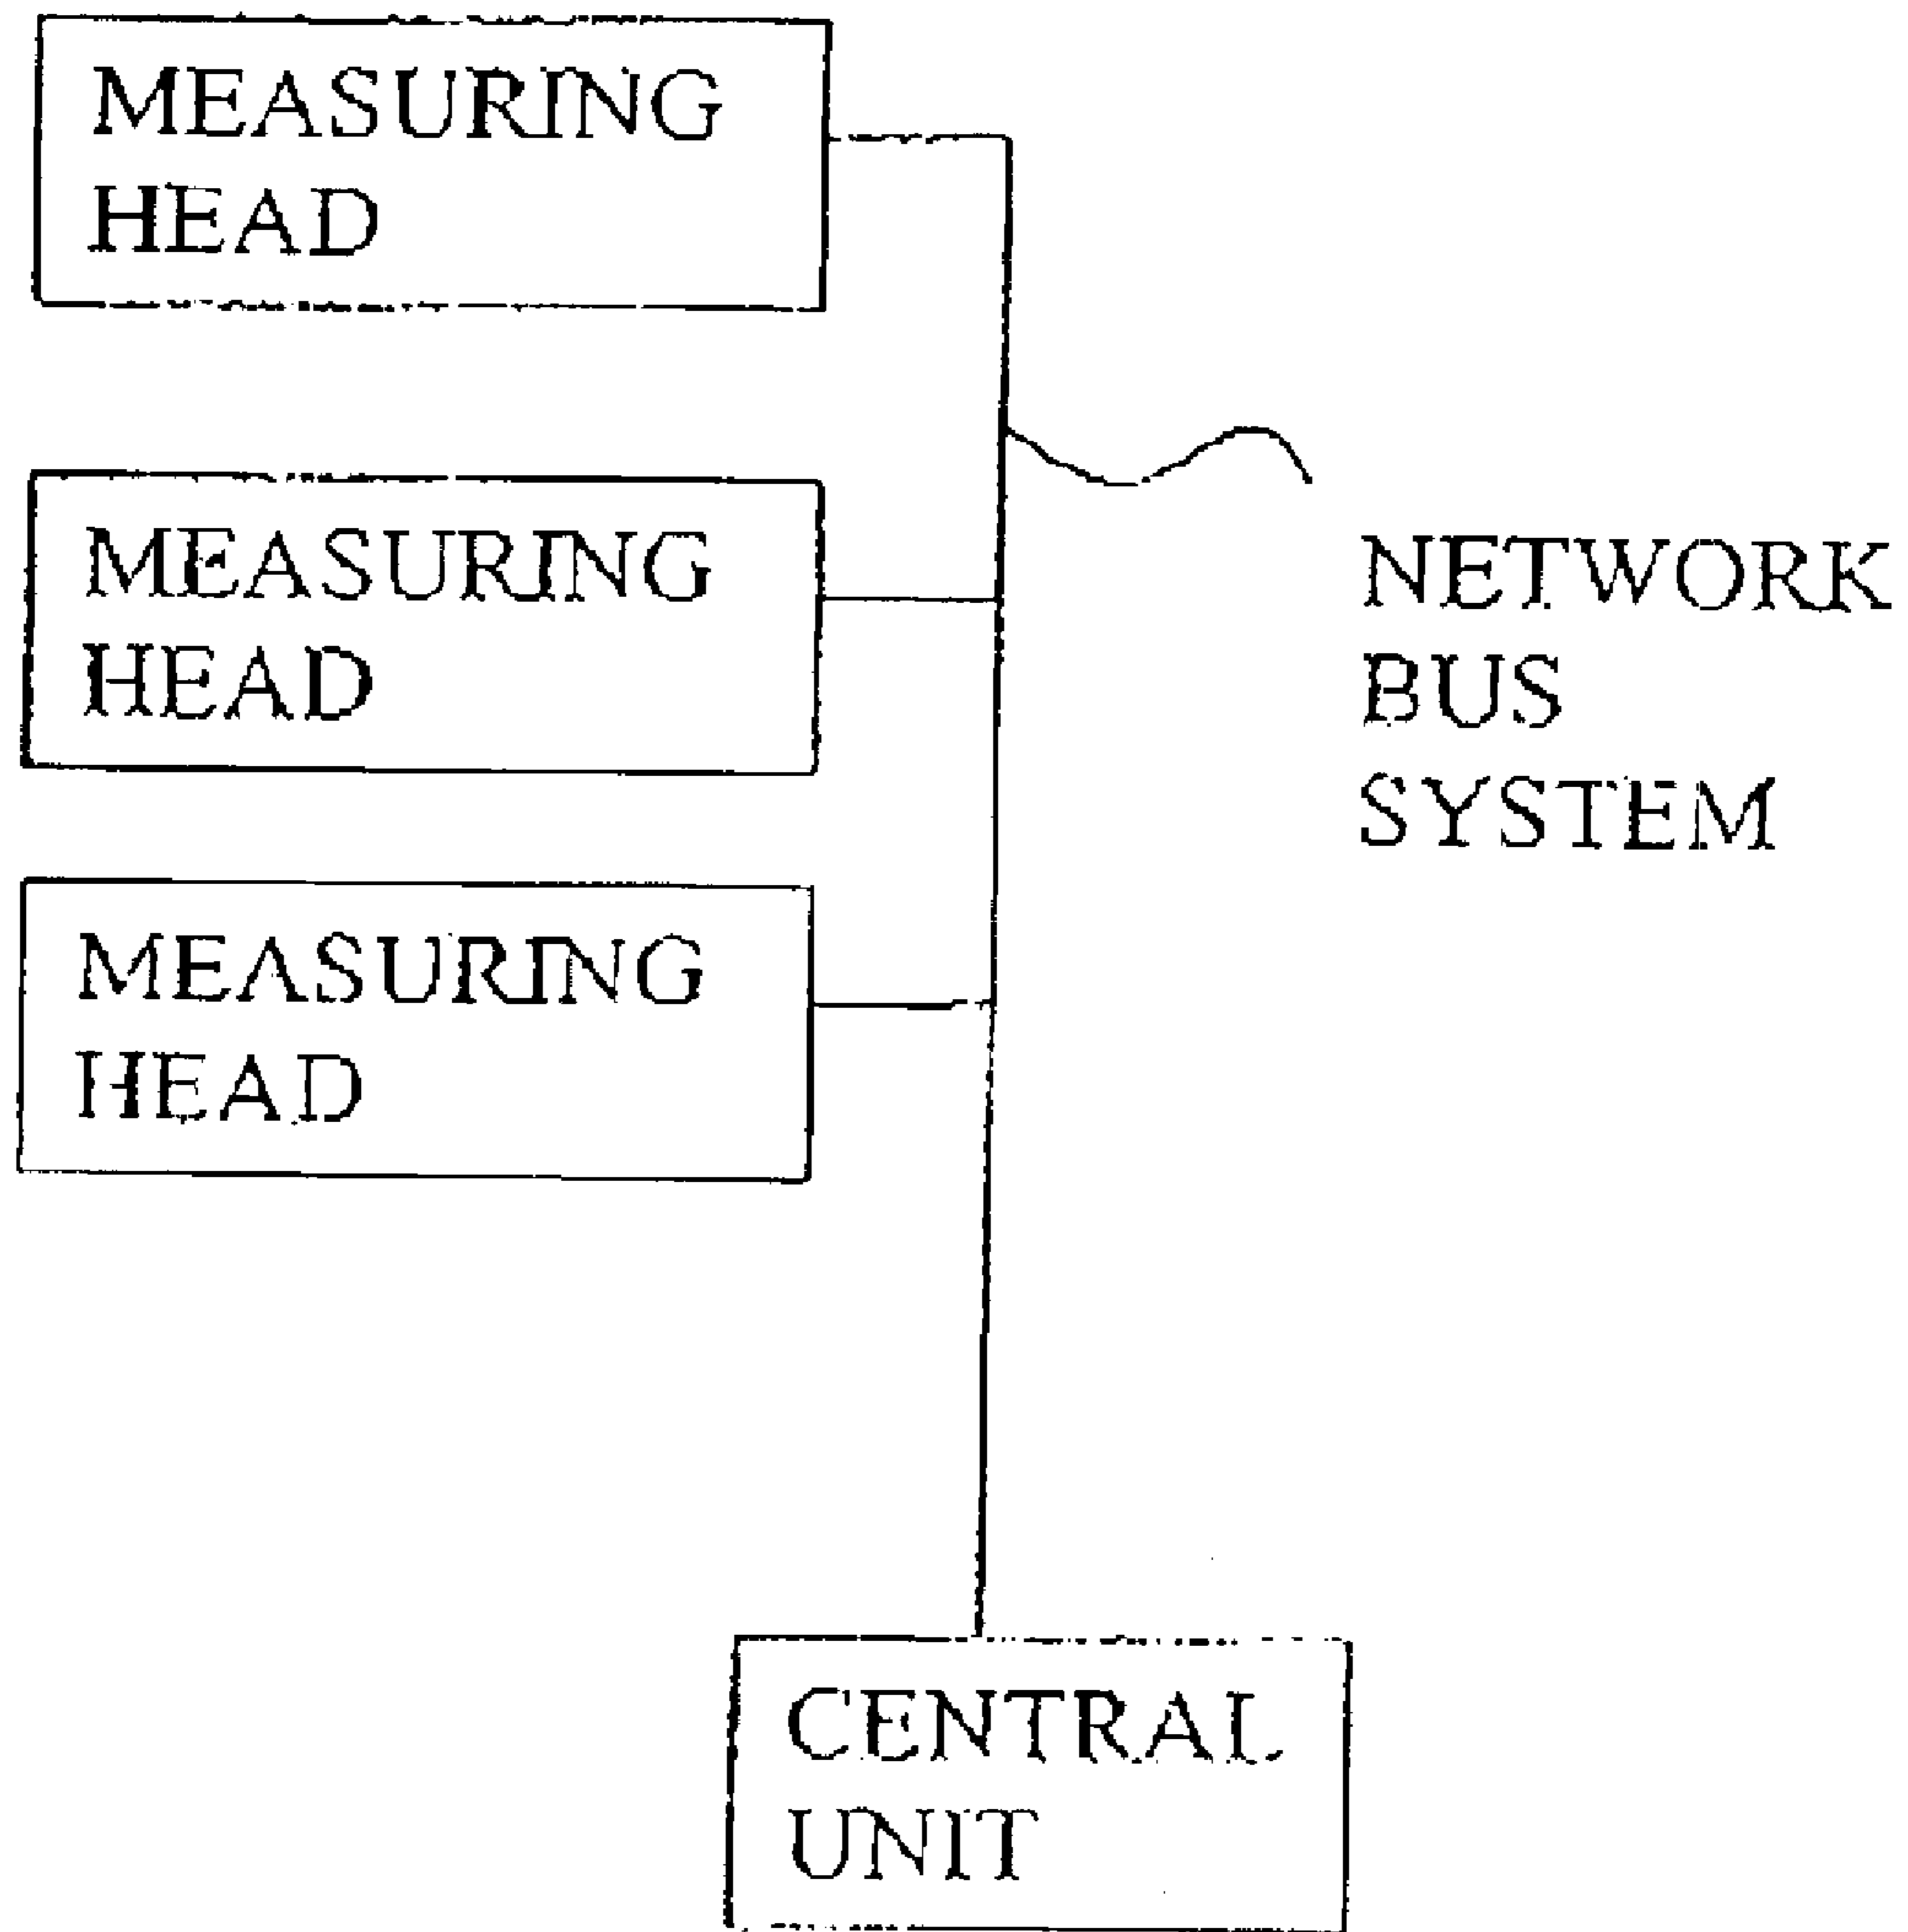 MEASURING
HEAD
MEASURING
HEAD
NETWORK
BUS
SYSTEM
MEASURING
HEAD
CENTRAL
UNIT